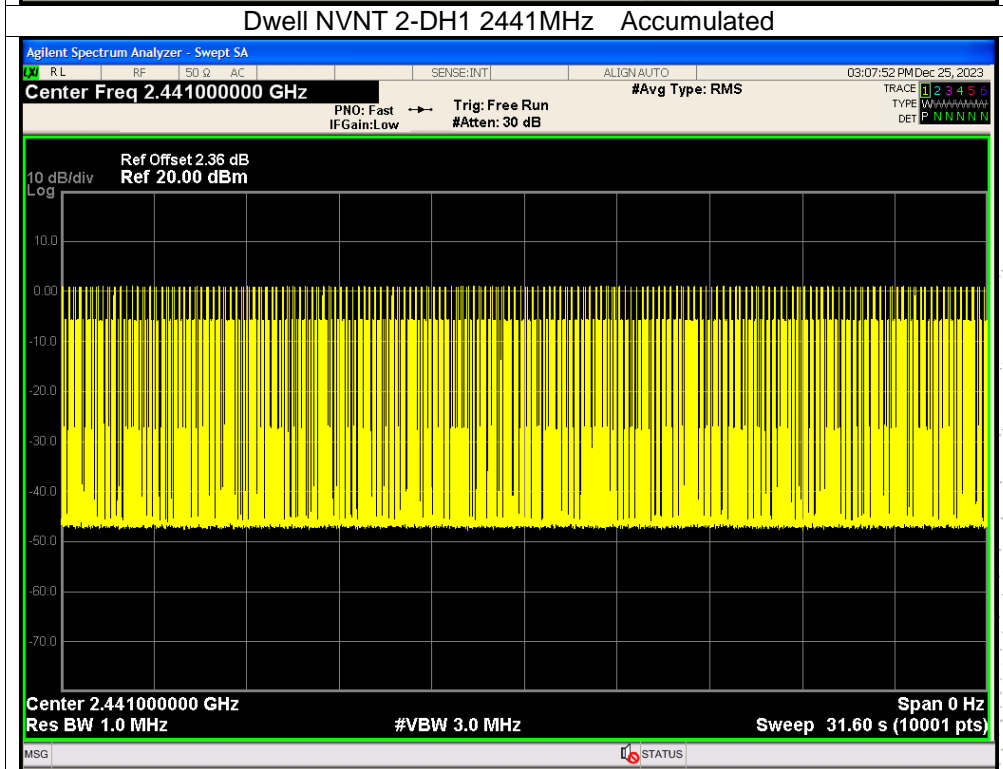 Dwell NVNT 2-DH1 2441MHz Accumulated
Agilent Spectrum Analyzer - Swept SA
LXI RL RF 50 Ω AC SENSE:INT ALIGN AUTO 03:07:52 PM Dec 25, 2023
Center Freq 2.441000000 GHz #Avg Type: RMS TRACE 1 2 3 4 5 6
PNO: Fast Trig: Free Run TYPE WWWWWW
IFGain:Low #Atten: 30 dB DET P N N N N N
Ref Offset 2.36 dB
10 dB/div Ref 20.00 dBm
Log
10.0
0.00
-10.0
-20.0
-30.0
-40.0
-50.0
-60.0
-70.0
Center 2.441000000 GHz Span 0 Hz
Res BW 1.0 MHz #VBW 3.0 MHz Sweep 31.60 s (10001 pts)
MSG STATUS